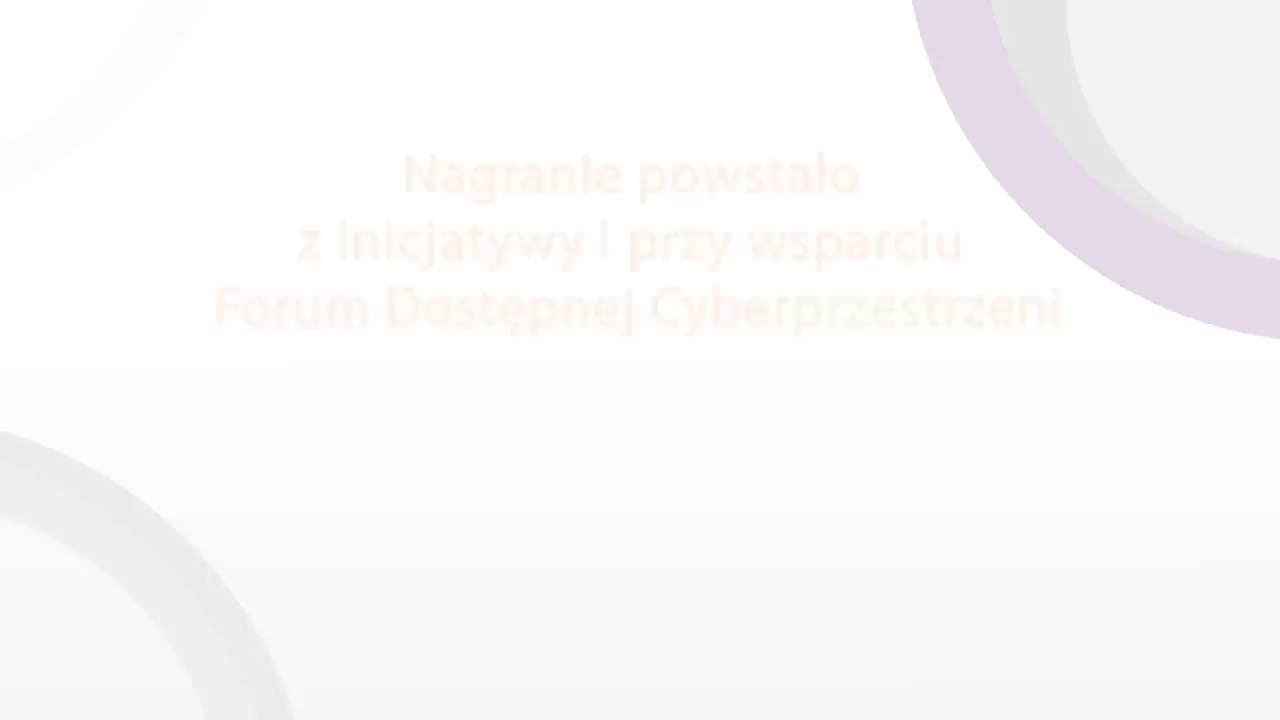 Nagranie powstało
z Inicjatywy i przy wsparciu
Forum Dostępnej Cyberprzestrzeni